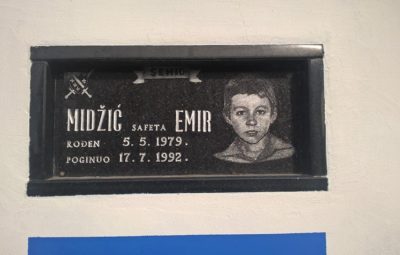 ŠEHID
MIDŽIĆ SAFETA EMIR
ROĐEN 5. 5. 1979.
POGINUO 17. 7. 1992.